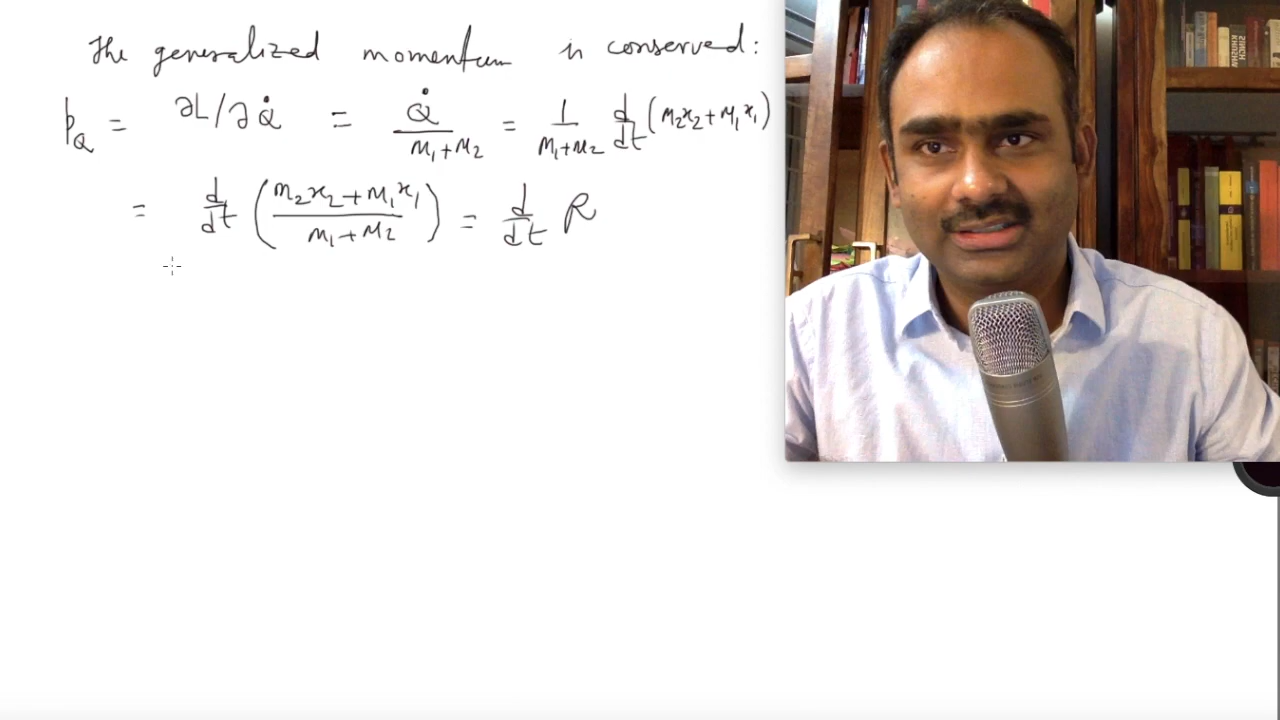 The generalized momentum is conserved:
p_Q = ∂L/∂Q̇ = Q̇/(m₁+m₂) = 1/(m₁+m₂) d/dt (m₂x₂+m₁x₁)
= d/dt ((m₂x₂+m₁x₁)/(m₁+m₂)) = d/dt R